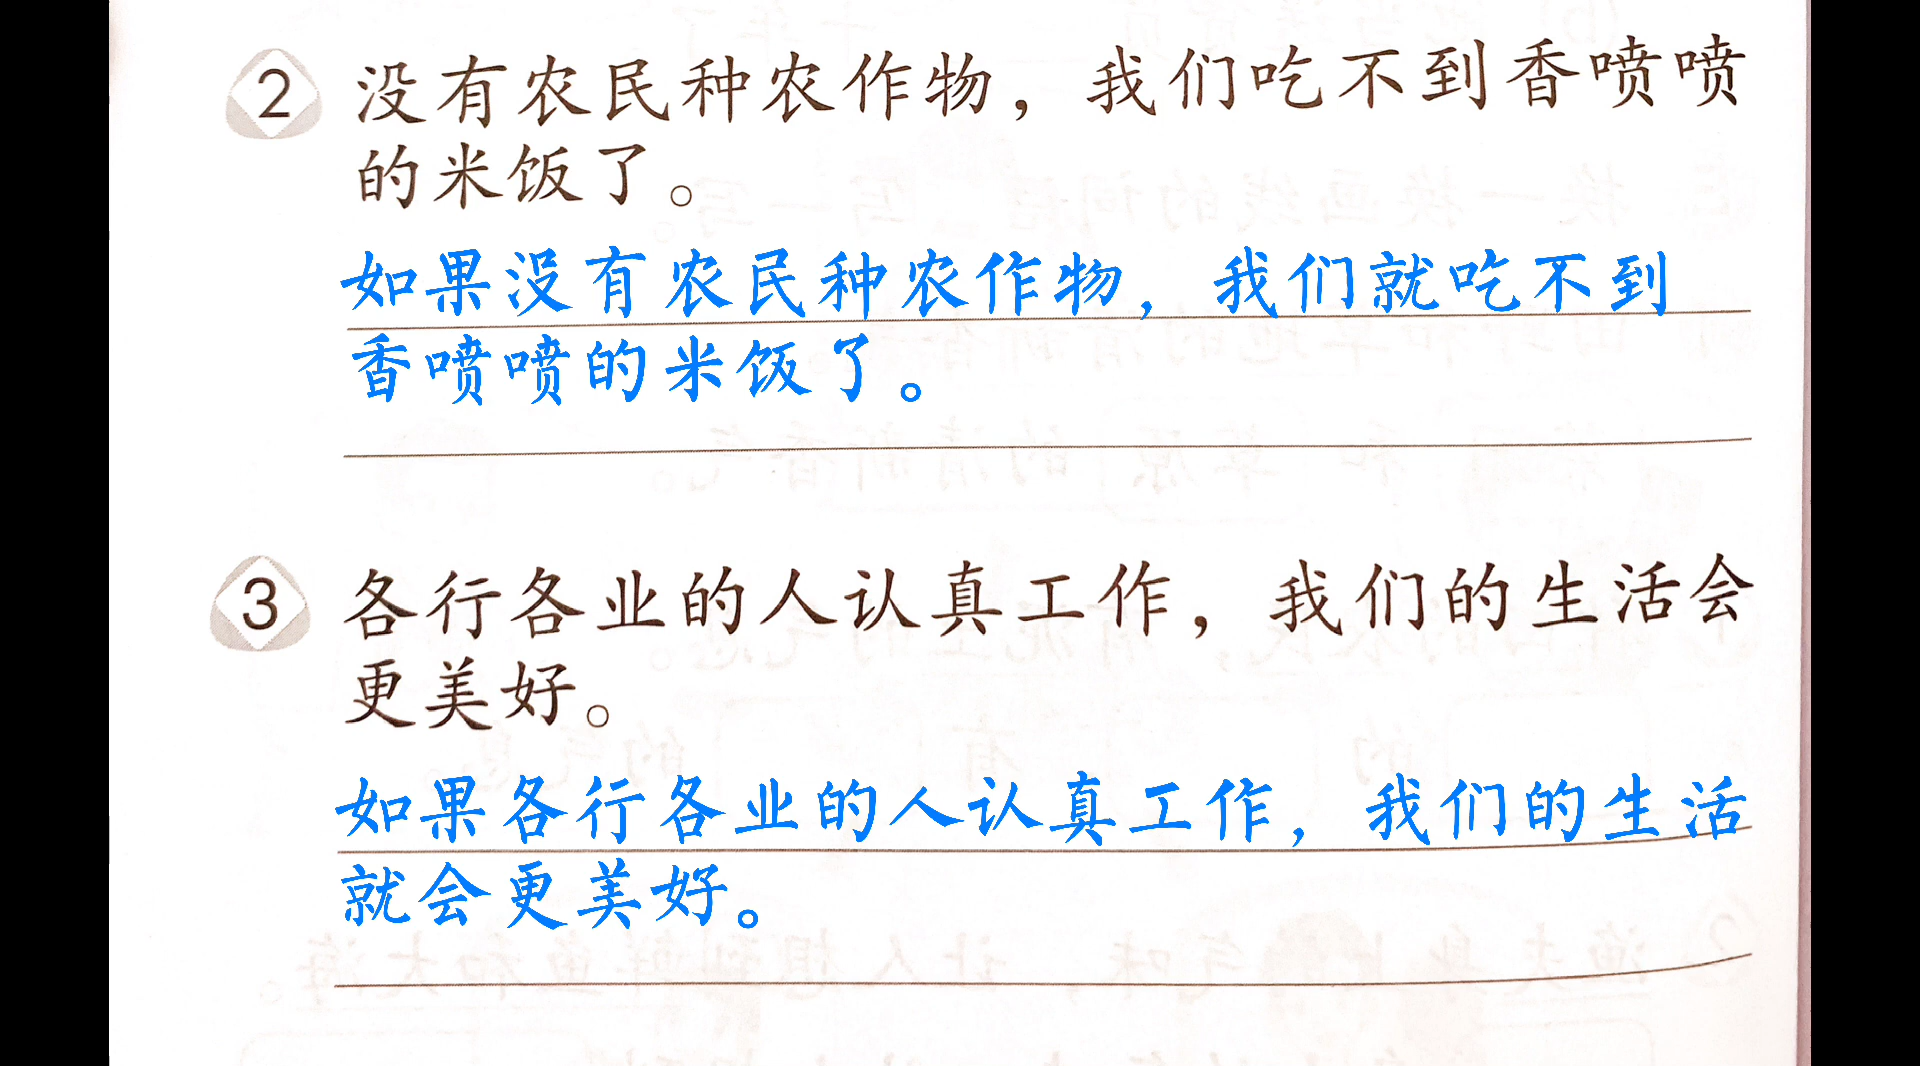 2 没有农民种农作物，我们吃不到香喷喷
的米饭了。
如果没有农民种农作物，我们就吃不到
香喷喷的米饭了。
3 各行各业的人认真工作，我们的生活会
更美好。
如果各行各业的人认真工作，我们的生活
就会更美好。